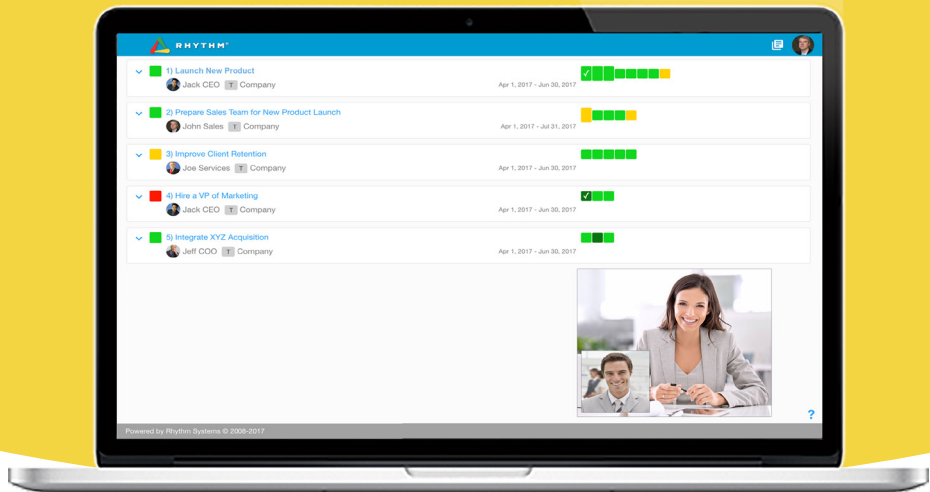 RHYTHM®
1) Launch New Product
Jack CEO T Company
Apr 1, 2017 - Jun 30, 2017
2) Prepare Sales Team for New Product Launch
John Sales T Company
Apr 1, 2017 - Jul 31, 2017
3) Improve Client Retention
Joe Services T Company
Apr 1, 2017 - Jun 30, 2017
4) Hire a VP of Marketing
Jack CEO T Company
Apr 1, 2017 - Jun 30, 2017
5) Integrate XYZ Acquisition
Jeff COO T Company
Apr 1, 2017 - Jun 30, 2017
?
Powered by Rhythm Systems © 2008-2017